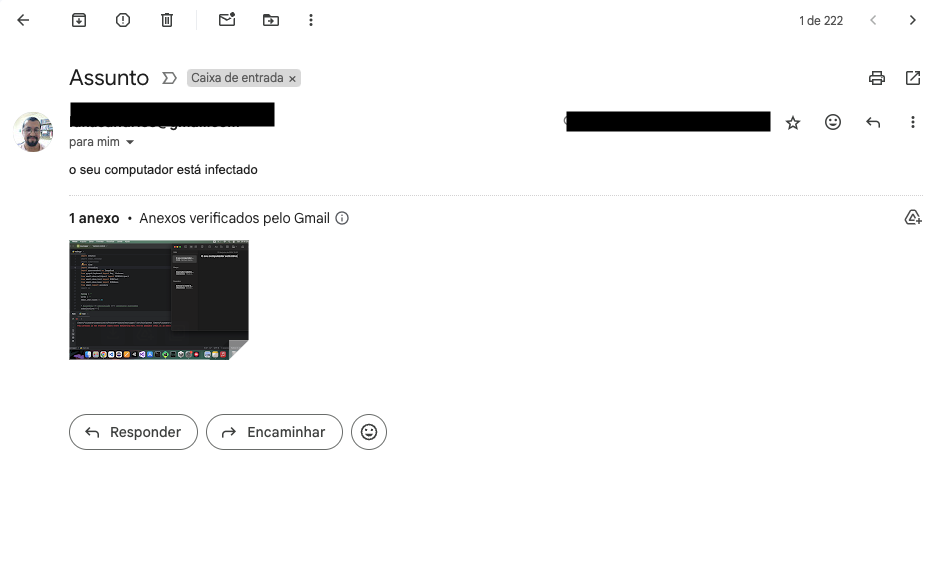 1 de 222
Assunto
Caixa de entrada ×
para mim
o seu computador está infectado
1 anexo • Anexos verificados pelo Gmail
Responder
Encaminhar